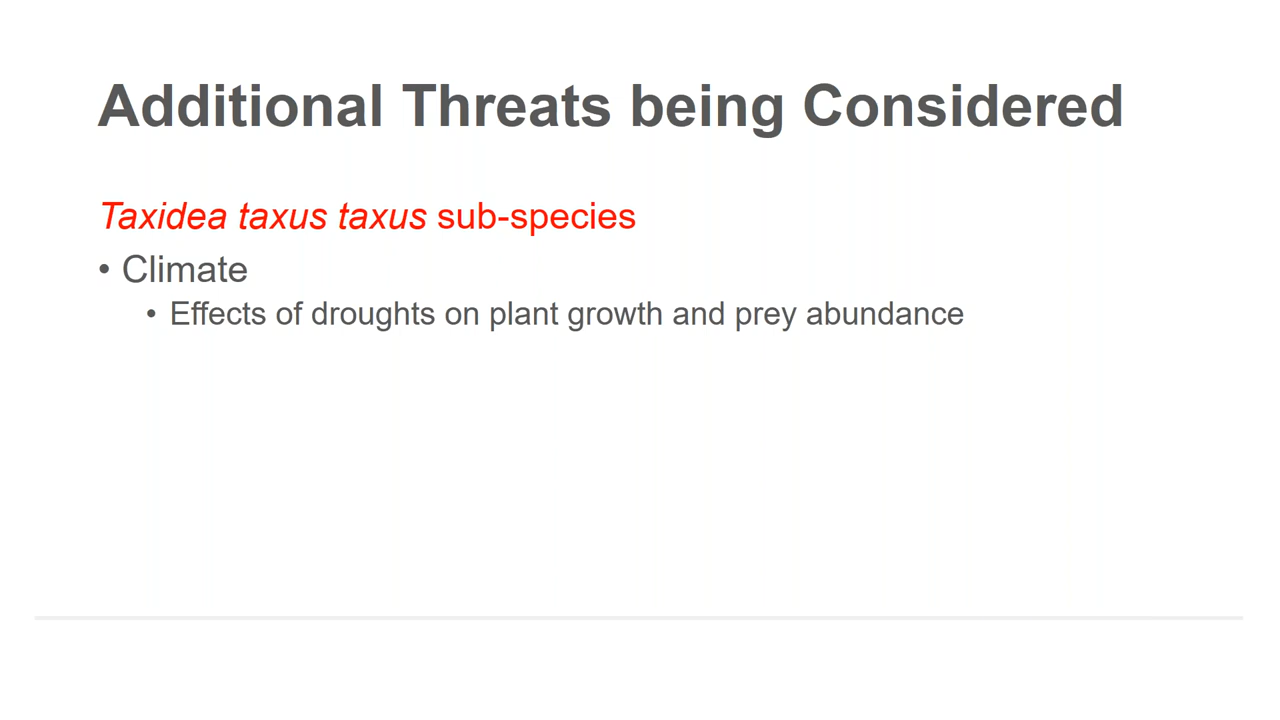 Additional Threats being Considered
Taxidea taxus taxus sub-species
• Climate
• Effects of droughts on plant growth and prey abundance